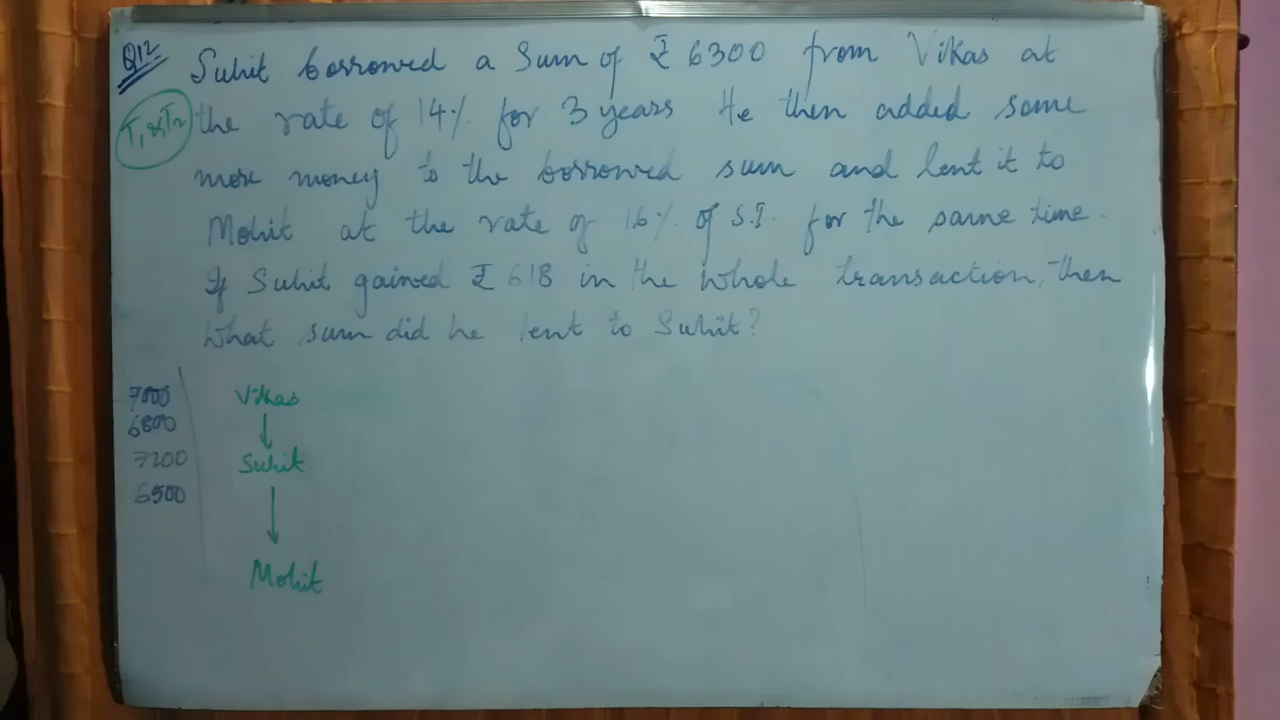 Q12
Suhit borrowed a Sum of ₹ 6300 from Vikas at
the rate of 14% for 3 years He then added some
more money to the borrowed sum and lent it to
Mohit at the rate of 16% of S.I. for the same time.
If Suhit gained ₹ 618 in the whole transaction, then
What sum did he lent to Suhit?
7000
6800
7200
6500
Vikas
Suhit
Mohit